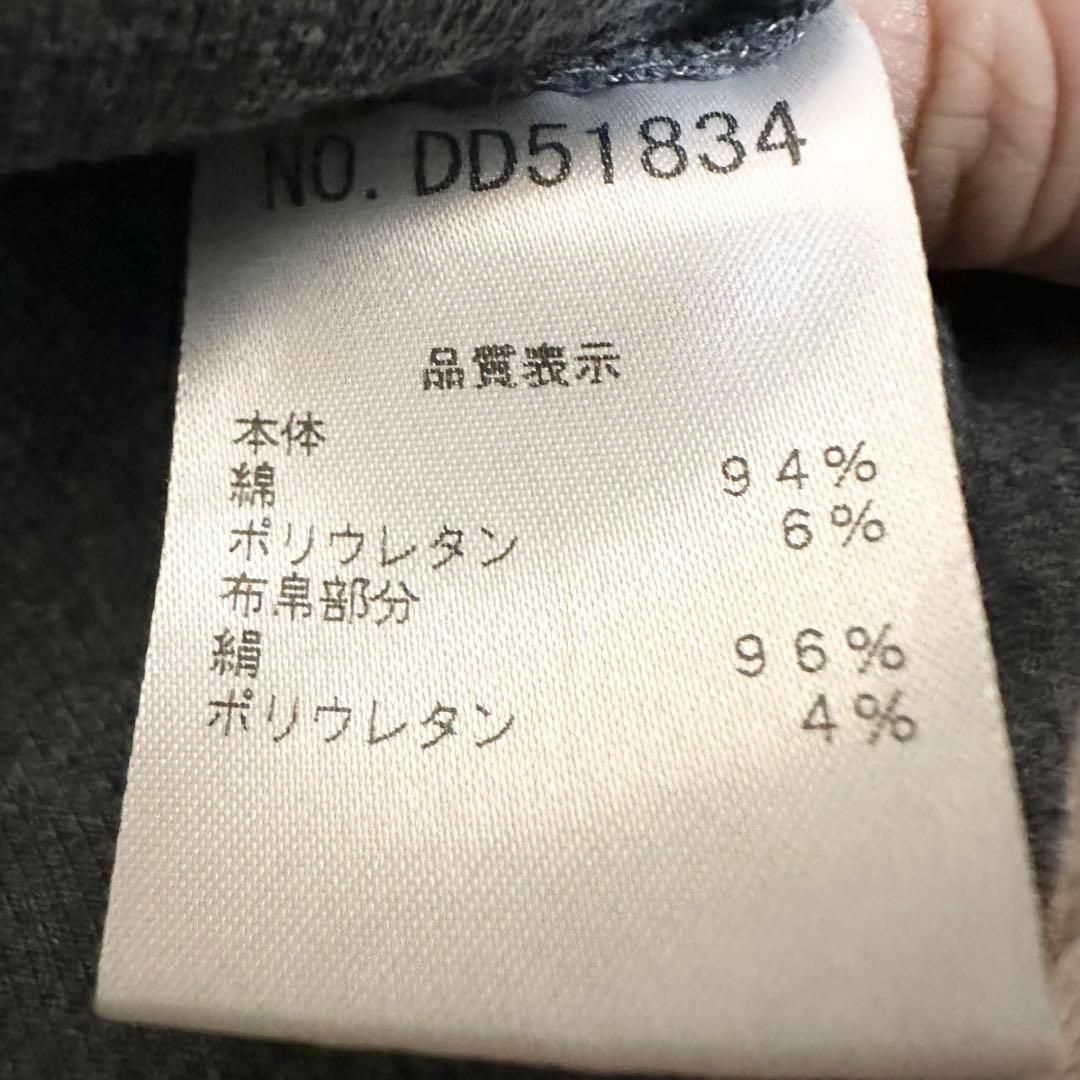 NO. DD51834
品質表示
本体
綿 94%
ポリウレタン 6%
布帛部分
絹 96%
ポリウレタン 4%